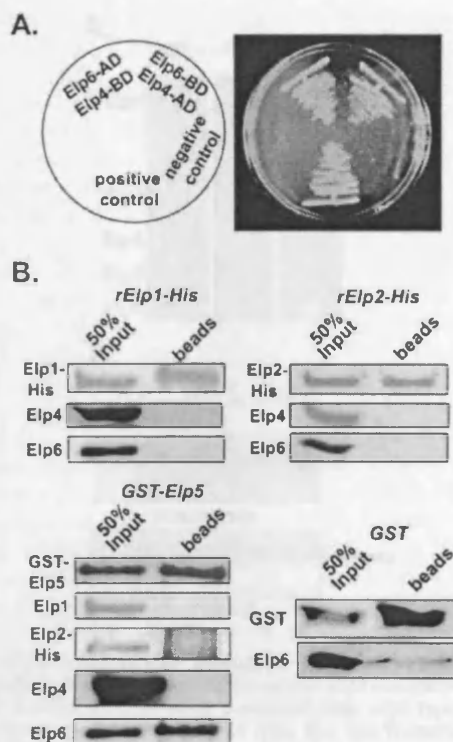 A.
Elp6-AD
Elp4-BD
Elp6-BD
Elp4-AD
negative
control
positive
control
B.
rElp1-His
50%
Input
beads
Elp1-
His
Elp4
Elp6
rElp2-His
50%
Input
beads
Elp2-
His
Elp4
Elp6
GST-Elp5
50%
Input
beads
GST-
Elp5
Elp1
Elp2-
His
Elp4
Elp6
GST
50%
Input
beads
GST
Elp6